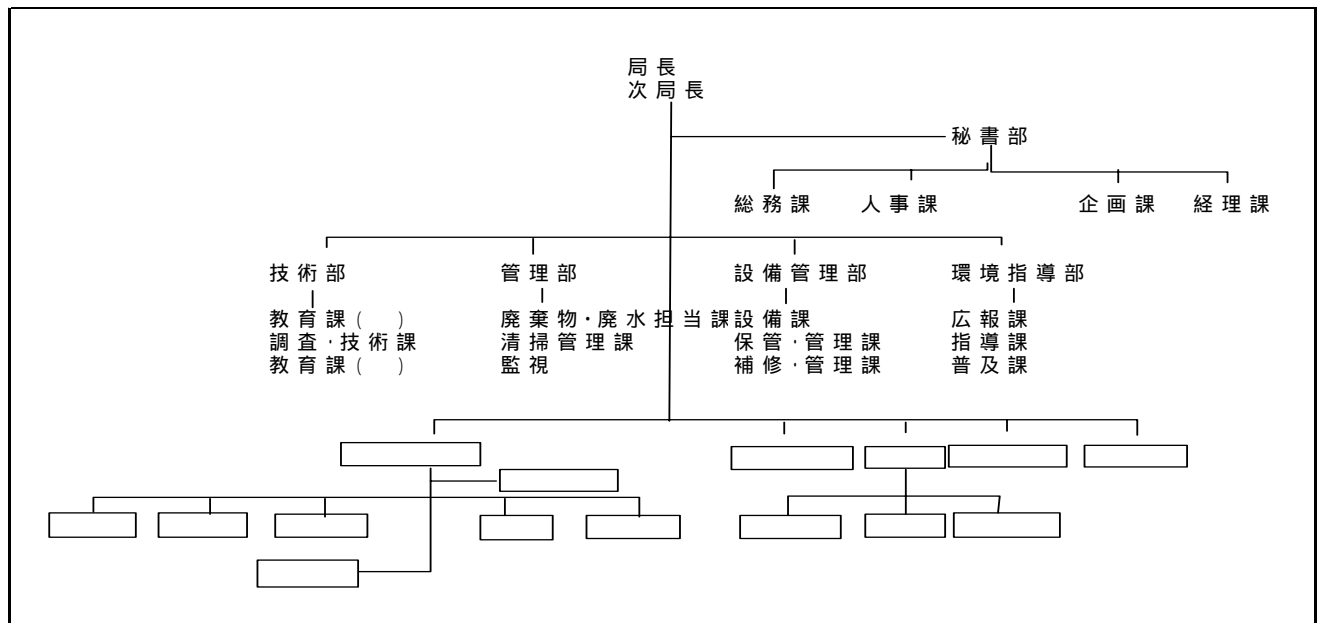 局長
次局長
秘書部
総務課 人事課 企画課 経理課
技術部 管理部 設備管理部 環境指導部
教育課( ) 廃棄物・廃水担当課 設備課 広報課
調査・技術課 清掃管理課 保管・管理課 指導課
教育課( ) 監視 補修・管理課 普及課